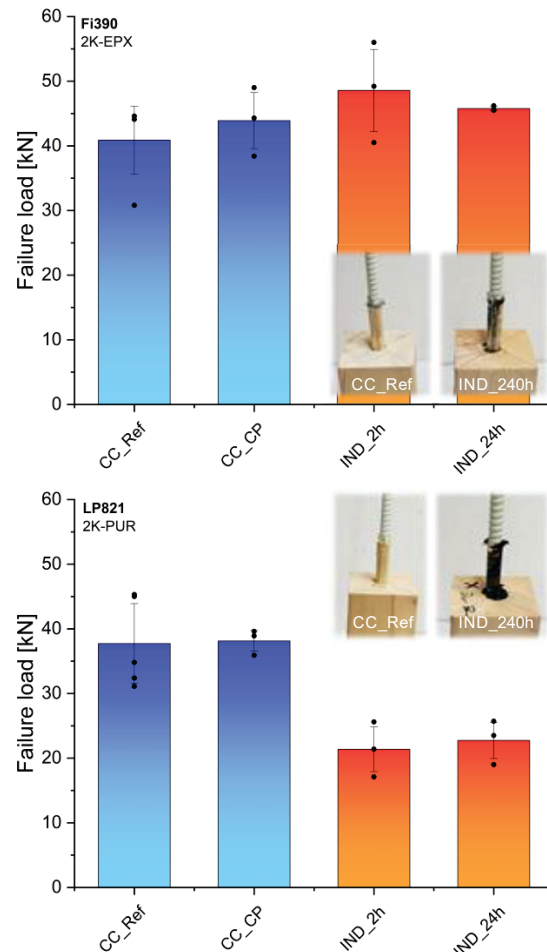 Fi390
2K-EPX
Failure load [kN]
60
50
40
30
20
10
0
CC_Ref
IND_240h
CC_Ref
CC_CP
IND_2h
IND_24h
LP821
2K-PUR
Failure load [kN]
60
50
40
30
20
10
0
CC_Ref
IND_240h
CC_Ref
CC_CP
IND_2h
IND_24h